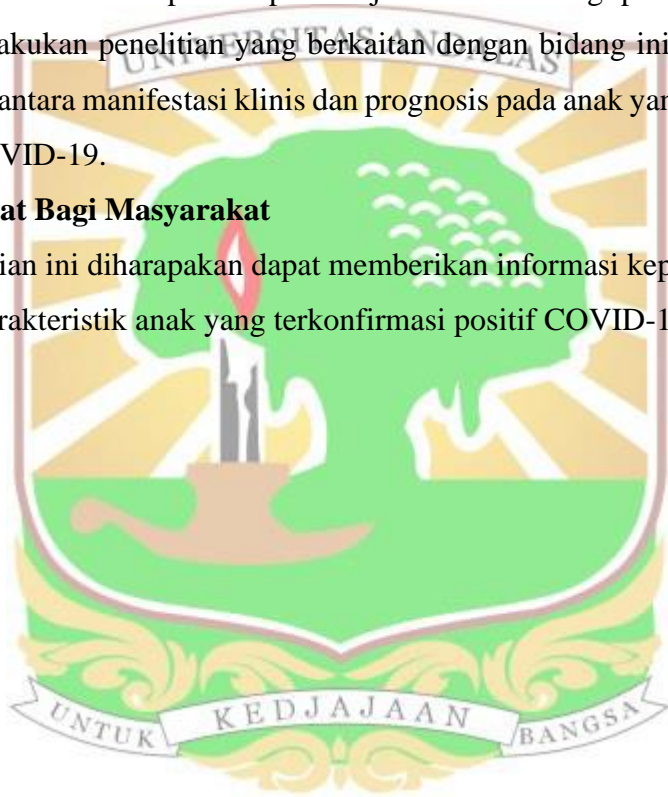 akukan penelitian yang berkaitan dengan bidang ini
UNIVERSITAS ANDALAS
antara manifestasi klinis dan prognosis pada anak yan
VID-19.
at Bagi Masyarakat
ian ini diharapakan dapat memberikan informasi kep
rakteristik anak yang terkonfirmasi positif COVID-1
UNTUK KEDJAJAAN BANGSA